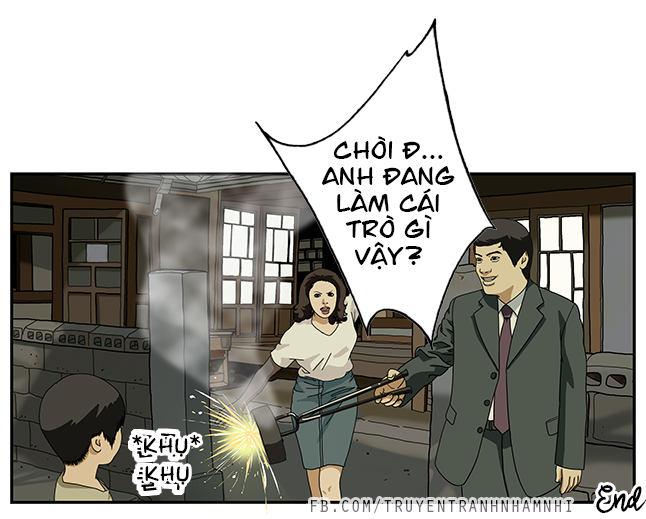 CHỜI Đ...
ANH ĐANG
LÀM CÁI
TRÒ GÌ
VẬY?
*KHỤ*
*KHỤ
FB.COM/TRUYENTRANHNHAMNHI
End